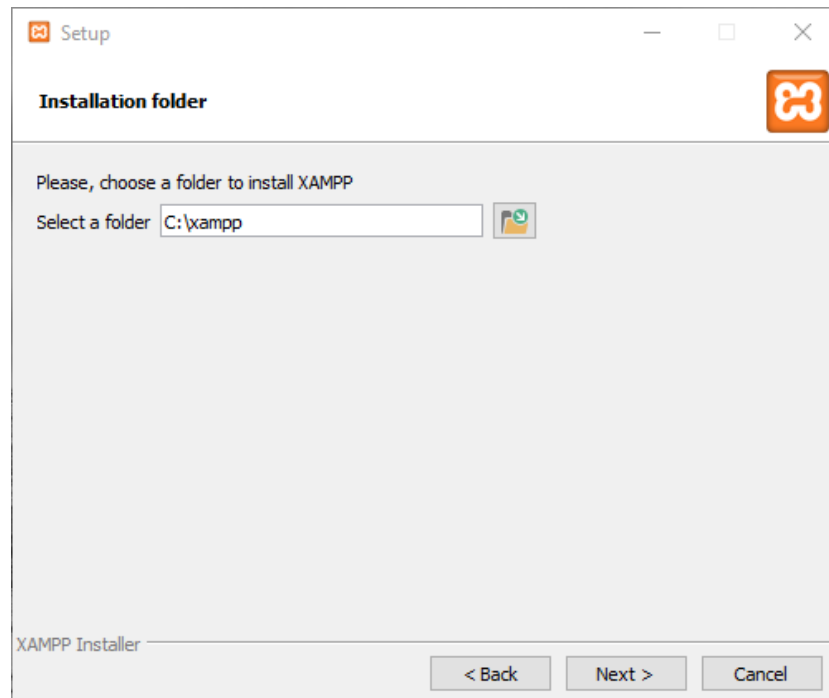 Setup
Installation folder
Please, choose a folder to install XAMPP
Select a folder C:\xampp
XAMPP Installer
< Back Next > Cancel